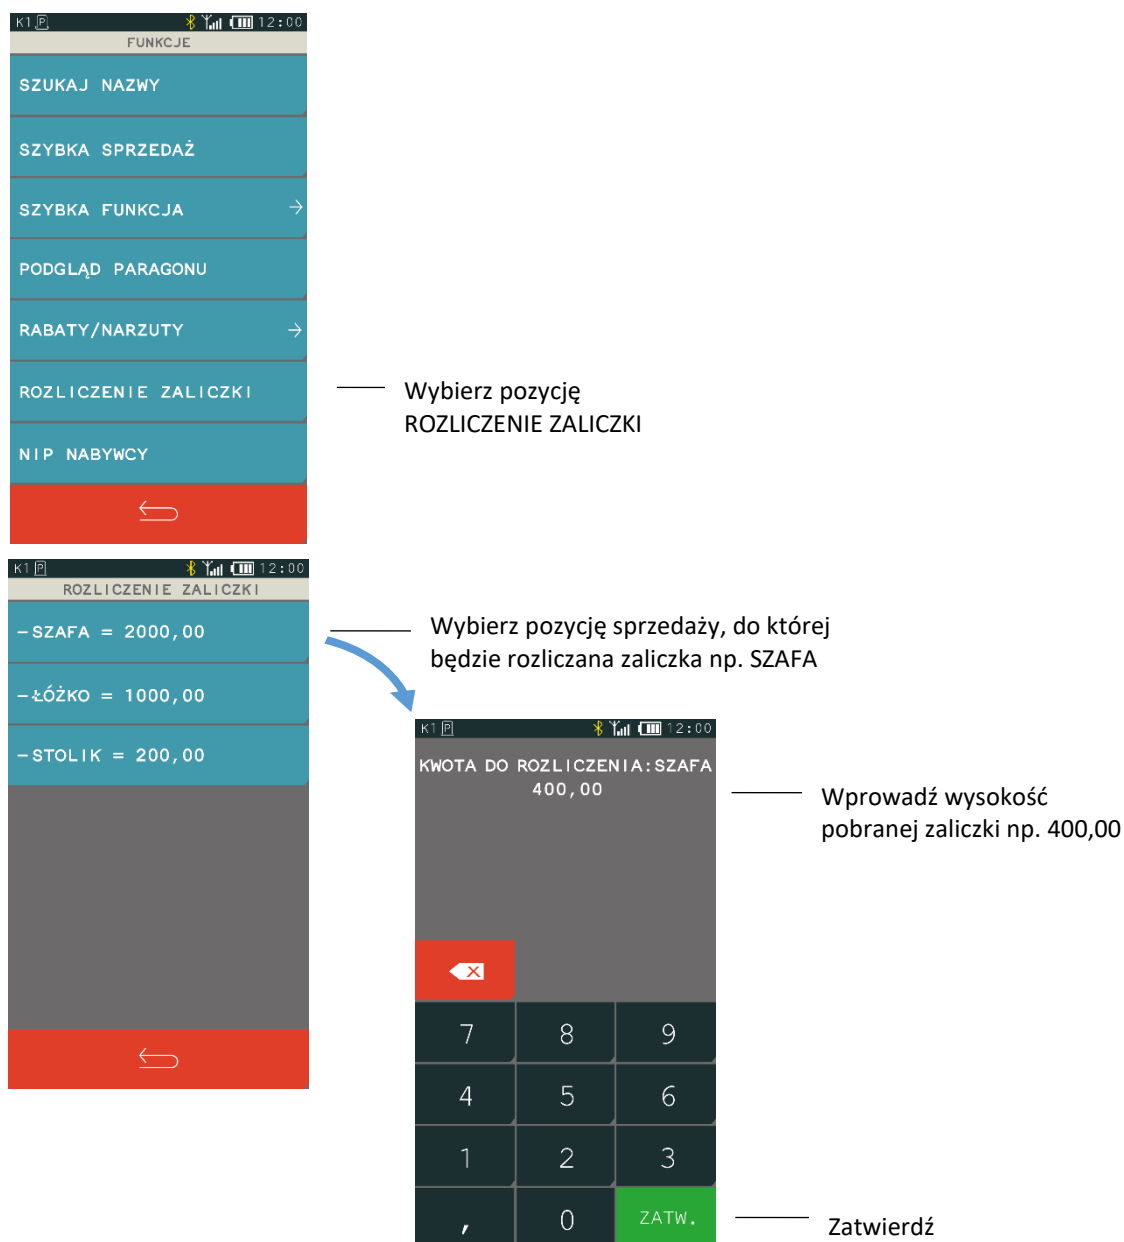 K1 P 12:00
FUNKCJE
SZUKAJ NAZWY
SZYBKA SPRZEDAŻ
SZYBKA FUNKCJA
PODGLĄD PARAGONU
RABATY/NARZUTY
ROZLICZENIE ZALICZKI
NIP NABYWCY
Wybierz pozycję
ROZLICZENIE ZALICZKI
K1 P 12:00
ROZLICZENIE ZALICZKI
-SZAFA = 2000,00
-ŁÓŻKO = 1000,00
-STOLIK = 200,00
Wybierz pozycję sprzedaży, do której
będzie rozliczana zaliczka np. SZAFA
K1 P 12:00
KWOTA DO ROZLICZENIA:SZAFA
400,00
Wprowadź wysokość
pobranej zaliczki np. 400,00
7 8 9
4 5 6
1 2 3
, 0 ZATW.
Zatwierdź